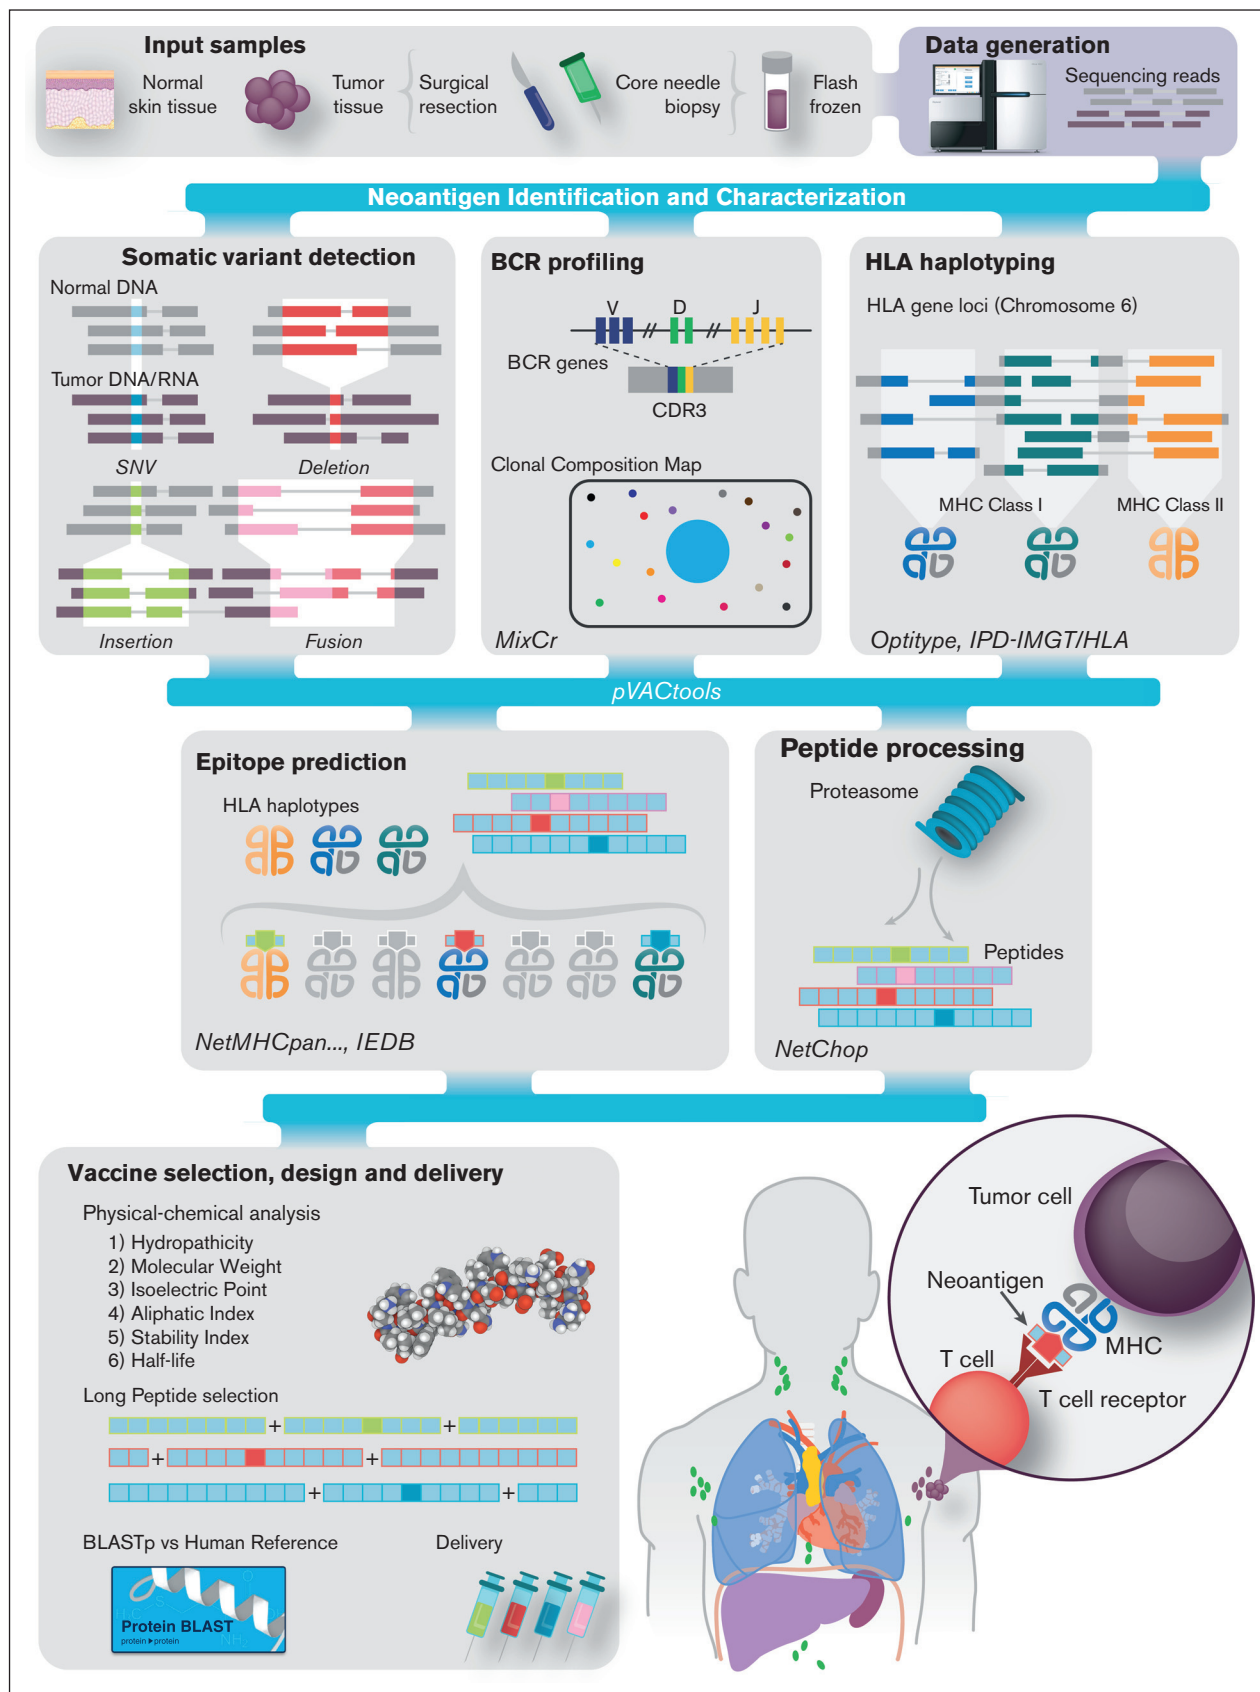 Input samples
Normal
skin tissue
Tumor
tissue
Surgical
resection
Core needle
biopsy
Flash
frozen
Data generation
Sequencing reads
Neoantigen Identification and Characterization
Somatic variant detection
Normal DNA
Tumor DNA/RNA
SNV
Deletion
Insertion
Fusion
BCR profiling
V
D
J
BCR genes
CDR3
Clonal Composition Map
MixCr
HLA haplotyping
HLA gene loci (Chromosome 6)
MHC Class I
MHC Class II
Optitype, IPD-IMGT/HLA
pVACtools
Epitope prediction
HLA haplotypes
NetMHCpan..., IEDB
Peptide processing
Proteasome
Peptides
NetChop
Vaccine selection, design and delivery
Physical-chemical analysis
1) Hydropathicity
2) Molecular Weight
3) Isoelectric Point
4) Aliphatic Index
5) Stability Index
6) Half-life
Long Peptide selection
+ +
+ +
+ +
BLASTp vs Human Reference
Protein BLAST
protein ▸ protein
Delivery
Tumor cell
Neoantigen
MHC
T cell
T cell receptor